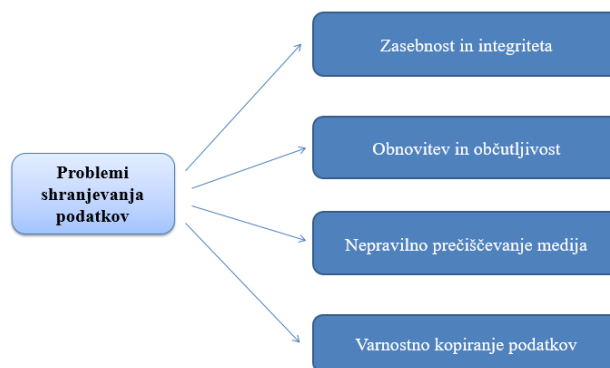 Problemi
shranjevanja
podatkov
Zasebnost in integriteta
Obnovitev in občutljivost
Nepravilno prečiščevanje medija
Varnostno kopiranje podatkov